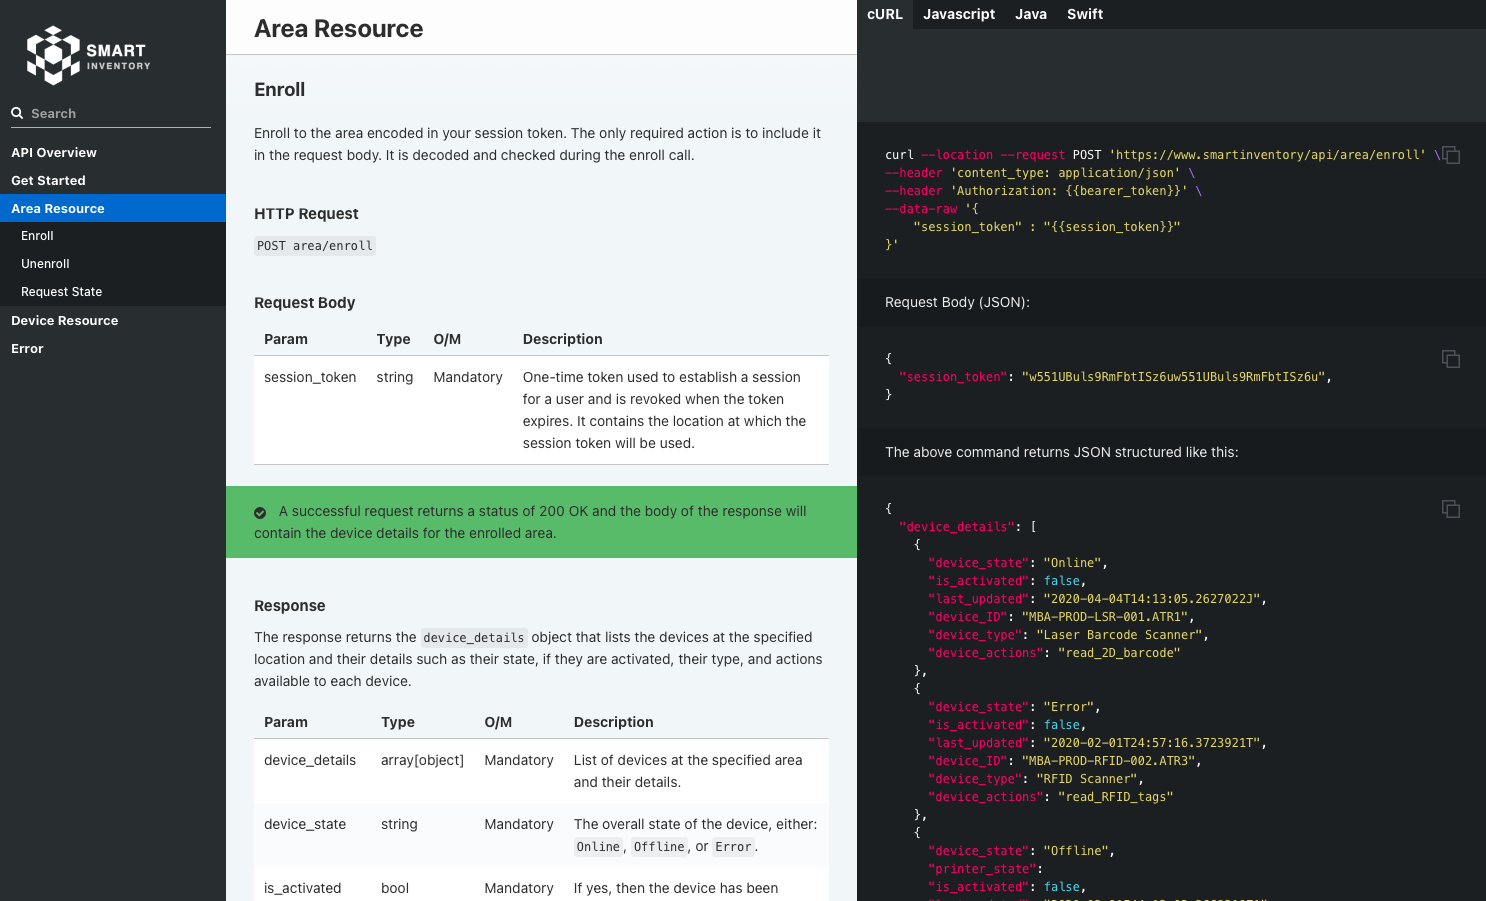 SMART
INVENTORY
Search
API Overview
Get Started
Area Resource
Enroll
Unenroll
Request State
Device Resource
Error
Area Resource
Enroll
Enroll to the area encoded in your session token. The only required action is to include it
in the request body. It is decoded and checked during the enroll call.
HTTP Request
POST area/enroll
Request Body
Param Type O/M Description
session_token string Mandatory One-time token used to establish a session
for a user and is revoked when the token
expires. It contains the location at which the
session token will be used.
A successful request returns a status of 200 OK and the body of the response will
contain the device details for the enrolled area.
Response
The response returns the device_details object that lists the devices at the specified
location and their details such as their state, if they are activated, their type, and actions
available to each device.
Param Type O/M Description
device_details array[object] Mandatory List of devices at the specified area
and their details.
device_state string Mandatory The overall state of the device, either:
Online, Offline, or Error.
is_activated bool Mandatory If yes, then the device has been
cURL Javascript Java Swift
curl --location --request POST 'https://www.smartinventory/api/area/enroll' \
--header 'content_type: application/json' \
--header 'Authorization: {{bearer_token}}' \
--data-raw '{
"session_token" : "{{session_token}}"
}'
Request Body (JSON):
{
"session_token": "w551UBuls9RmFbtISz6uw551UBuls9RmFbtISz6u",
}
The above command returns JSON structured like this:
{
"device_details": [
{
"device_state": "Online",
"is_activated": false,
"last_updated": "2020-04-04T14:13:05.2627022J",
"device_ID": "MBA-PROD-LSR-001.ATR1",
"device_type": "Laser Barcode Scanner",
"device_actions": "read_2D_barcode"
},
{
"device_state": "Error",
"is_activated": false,
"last_updated": "2020-02-01T24:57:16.3723921T",
"device_ID": "MBA-PROD-RFID-002.ATR3",
"device_type": "RFID Scanner",
"device_actions": "read_RFID_tags"
},
{
"device_state": "Offline",
"printer_state":
"is_activated": false,